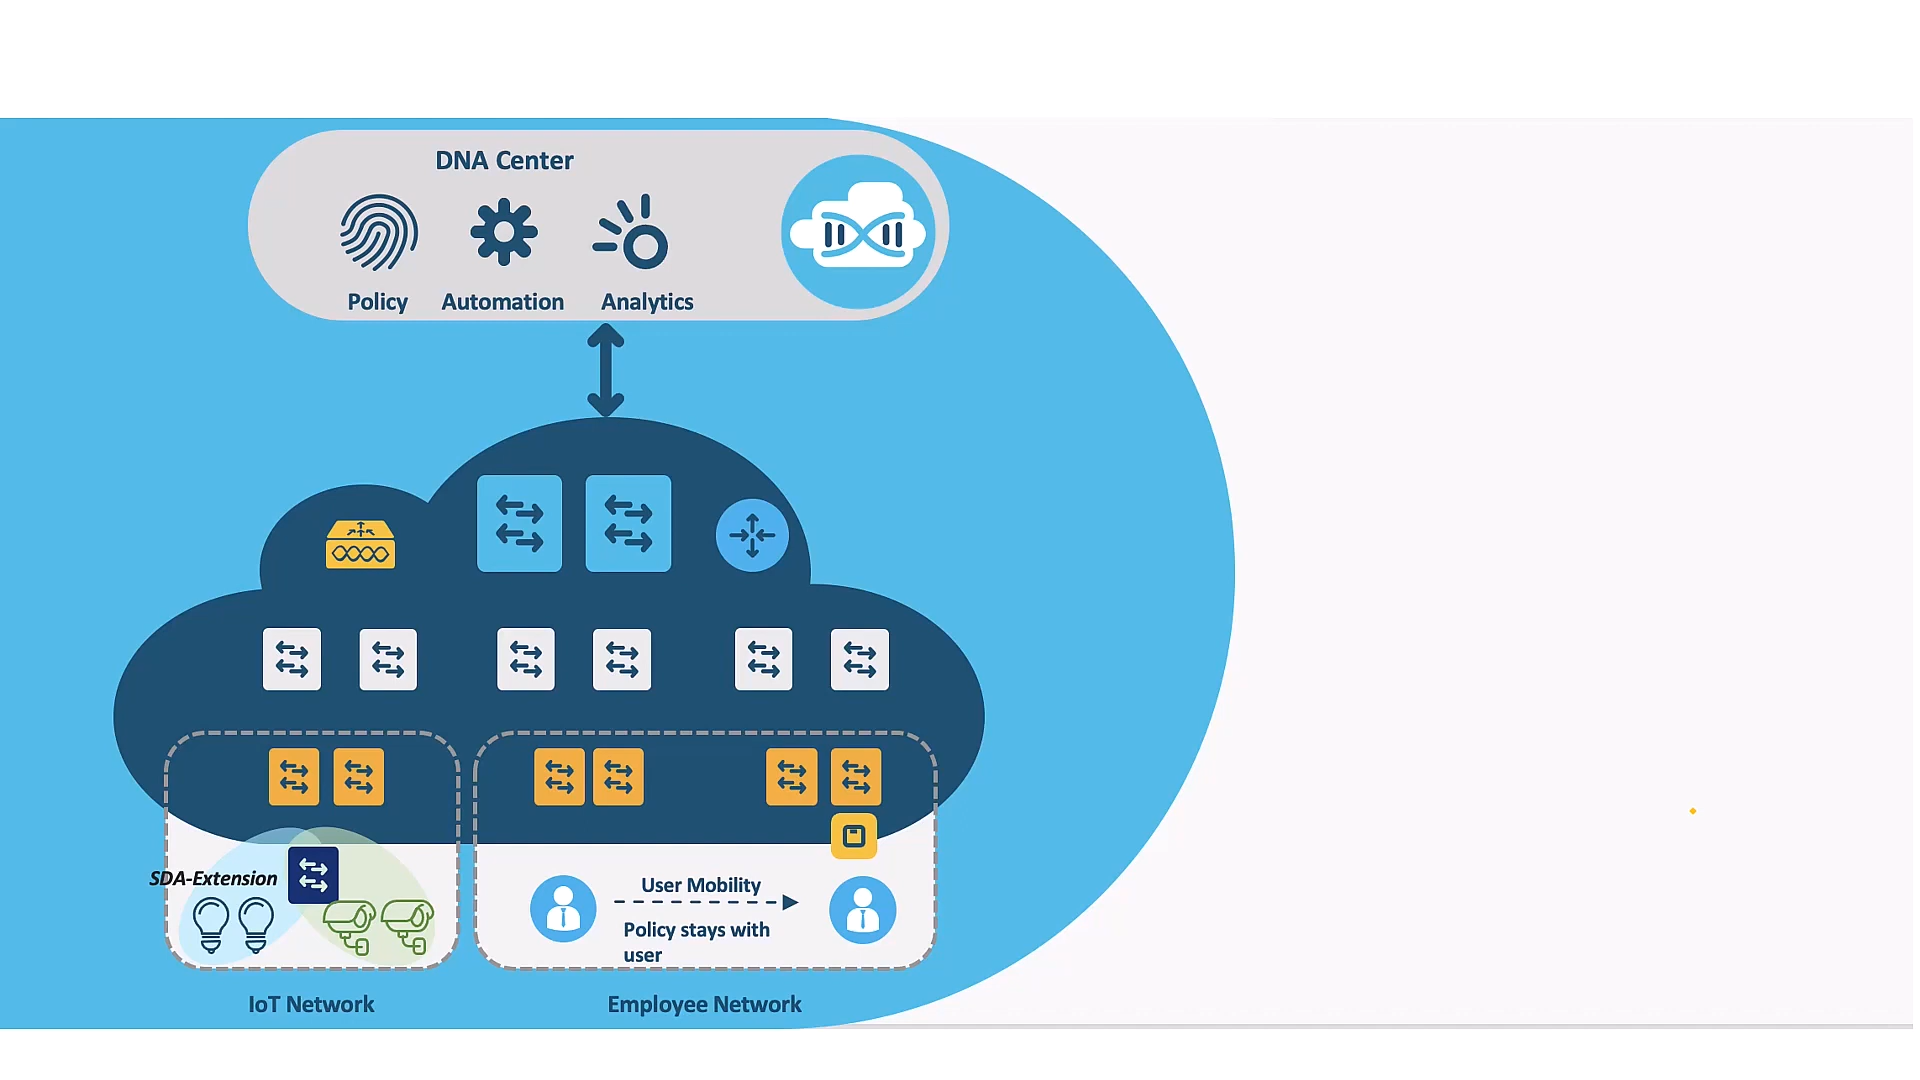 DNA Center
Policy
Automation
Analytics
SDA-Extension
User Mobility
Policy stays with
user
IoT Network
Employee Network